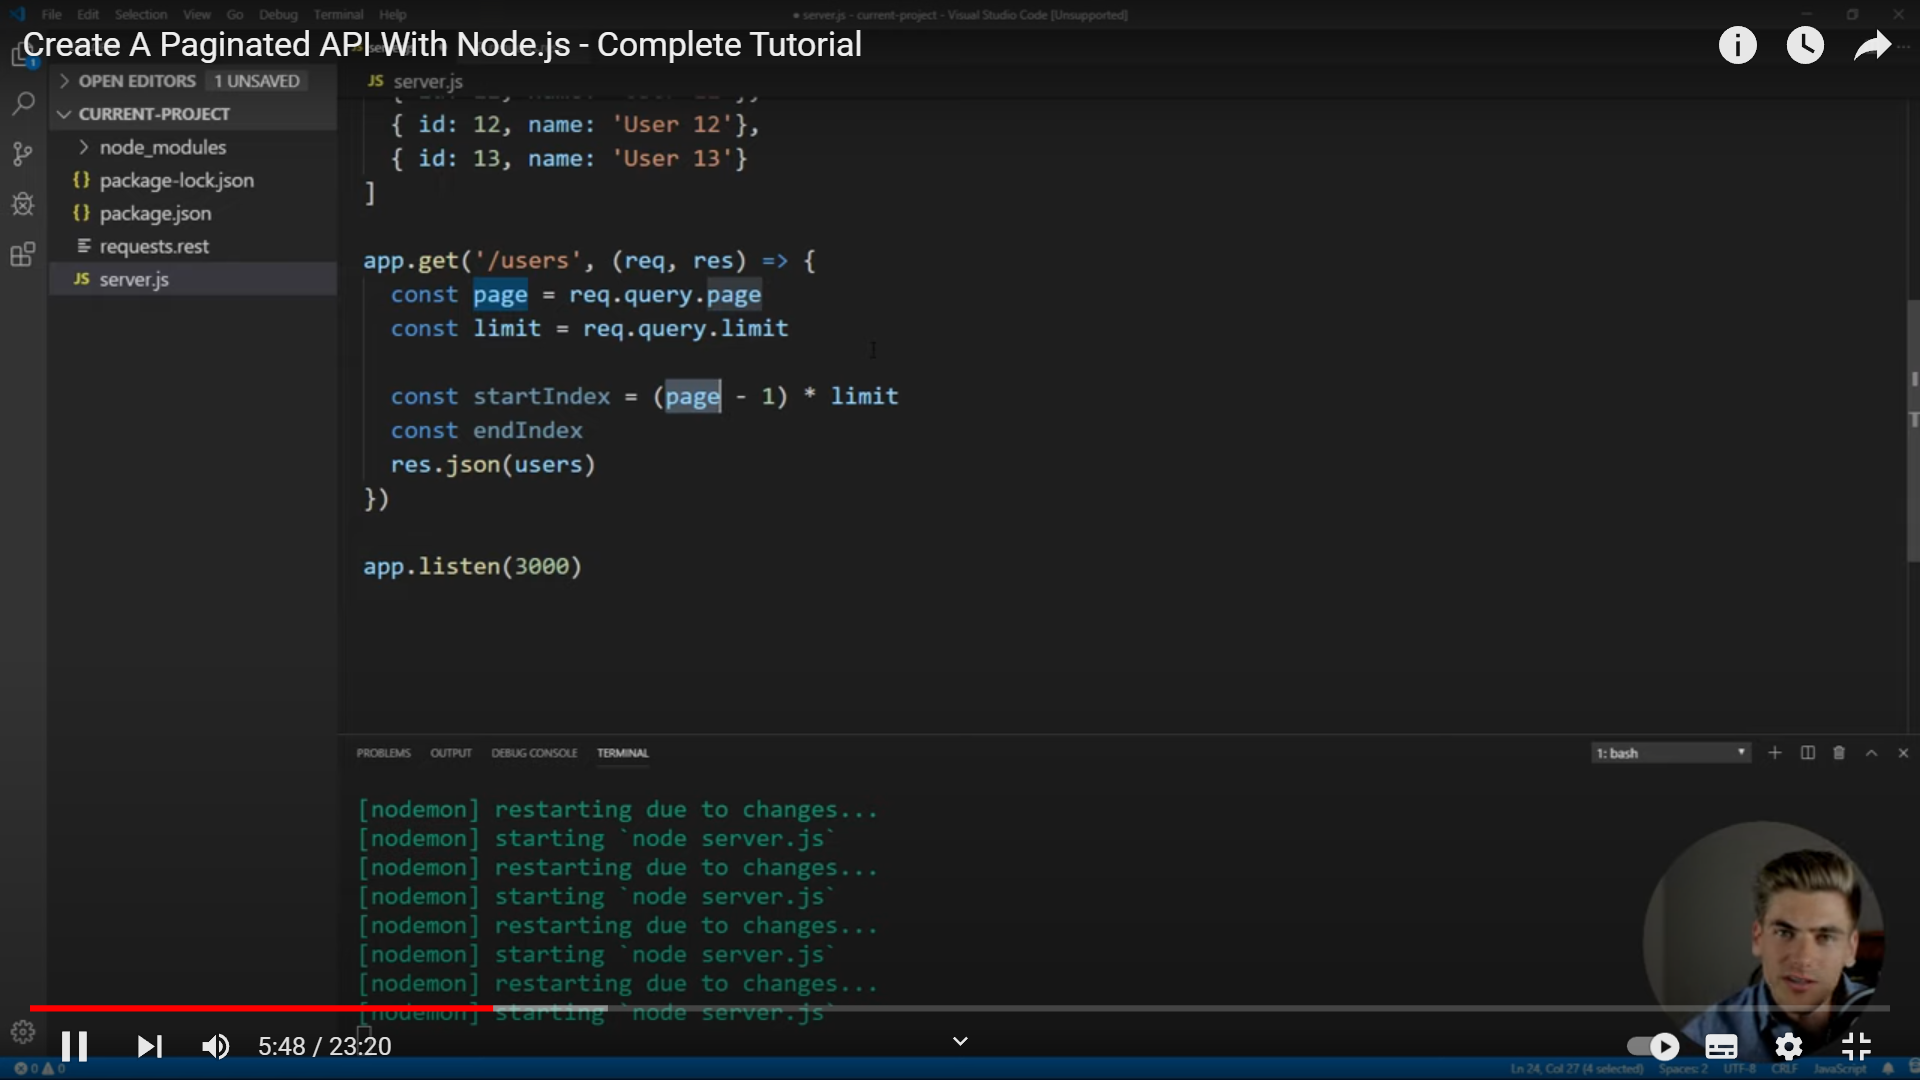 File Edit Selection View Go Debug Terminal Help
● server.js - current-project - Visual Studio Code [Unsupported]
Create A Paginated API With Node.js - Complete Tutorial
1
OPEN EDITORS 1 UNSAVED
CURRENT-PROJECT
node_modules
{} package-lock.json
{} package.json
requests.rest
JS server.js
JS server.js
{ id: 12, name: 'User 12'},
{ id: 13, name: 'User 13'}
]
app.get('/users', (req, res) => {
const page = req.query.page
const limit = req.query.limit
const startIndex = (page - 1) * limit
const endIndex
res.json(users)
})
app.listen(3000)
PROBLEMS OUTPUT DEBUG CONSOLE TERMINAL
1: bash
[nodemon] restarting due to changes...
[nodemon] starting `node server.js`
[nodemon] restarting due to changes...
[nodemon] starting `node server.js`
[nodemon] restarting due to changes...
[nodemon] starting `node server.js`
[nodemon] restarting due to changes...
[nodemon] starting `node server.js`
5:48 / 23:20
0 0
Ln 24, Col 27 (4 selected) Spaces: 2 UTF-8 CRLF JavaScript